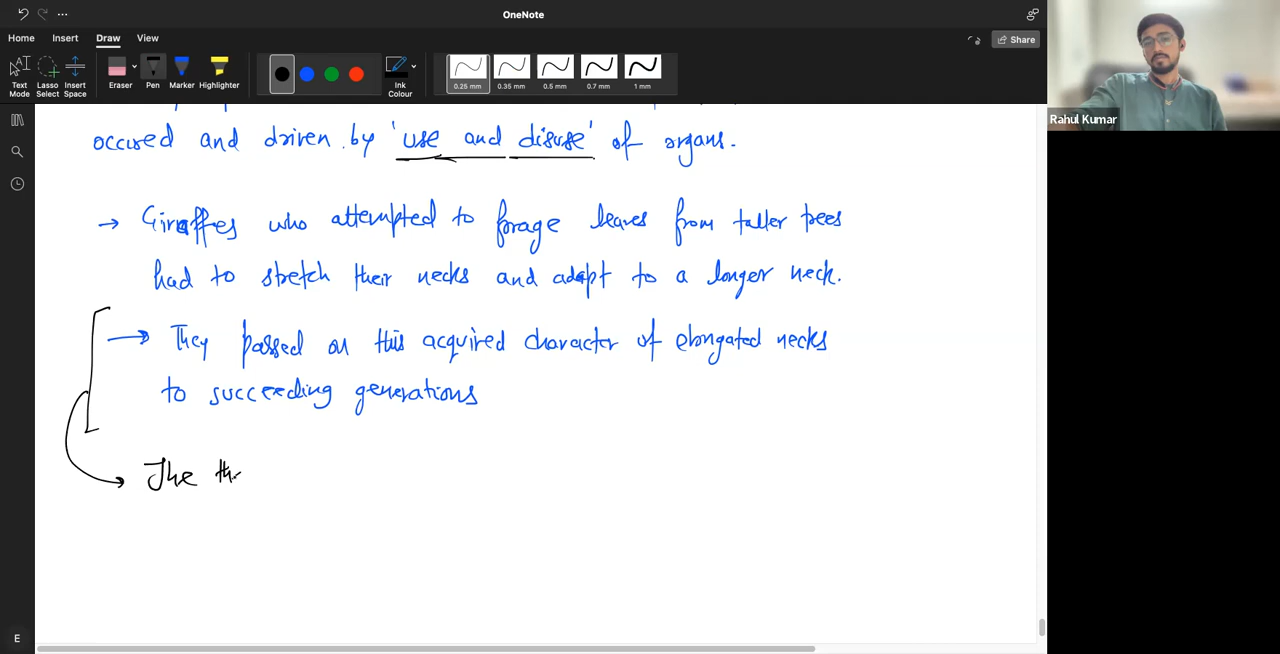 OneNote
Home Insert Draw View
Share
Text Mode Lasso Select Insert Space Eraser Pen Marker Highlighter Ink Colour 0.25 mm 0.35 mm 0.5 mm 0.7 mm 1 mm
Rahul Kumar
occured and driven by 'use and disuse' of organs.
→ Giraffes who attempted to forage leaves from taller trees
had to stretch their necks and adapt to a longer neck.
→ They passed on this acquired character of elongated necks
to succeeding generations
→ The th
E